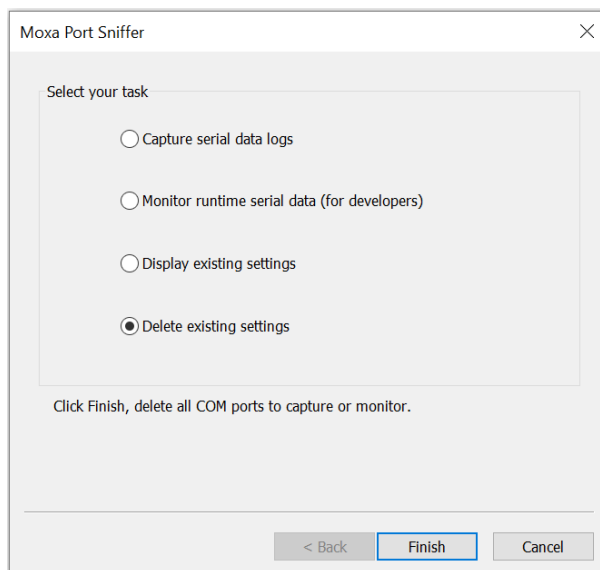 Moxa Port Sniffer
Select your task
Capture serial data logs
Monitor runtime serial data (for developers)
Display existing settings
Delete existing settings
Click Finish, delete all COM ports to capture or monitor.
< Back Finish Cancel